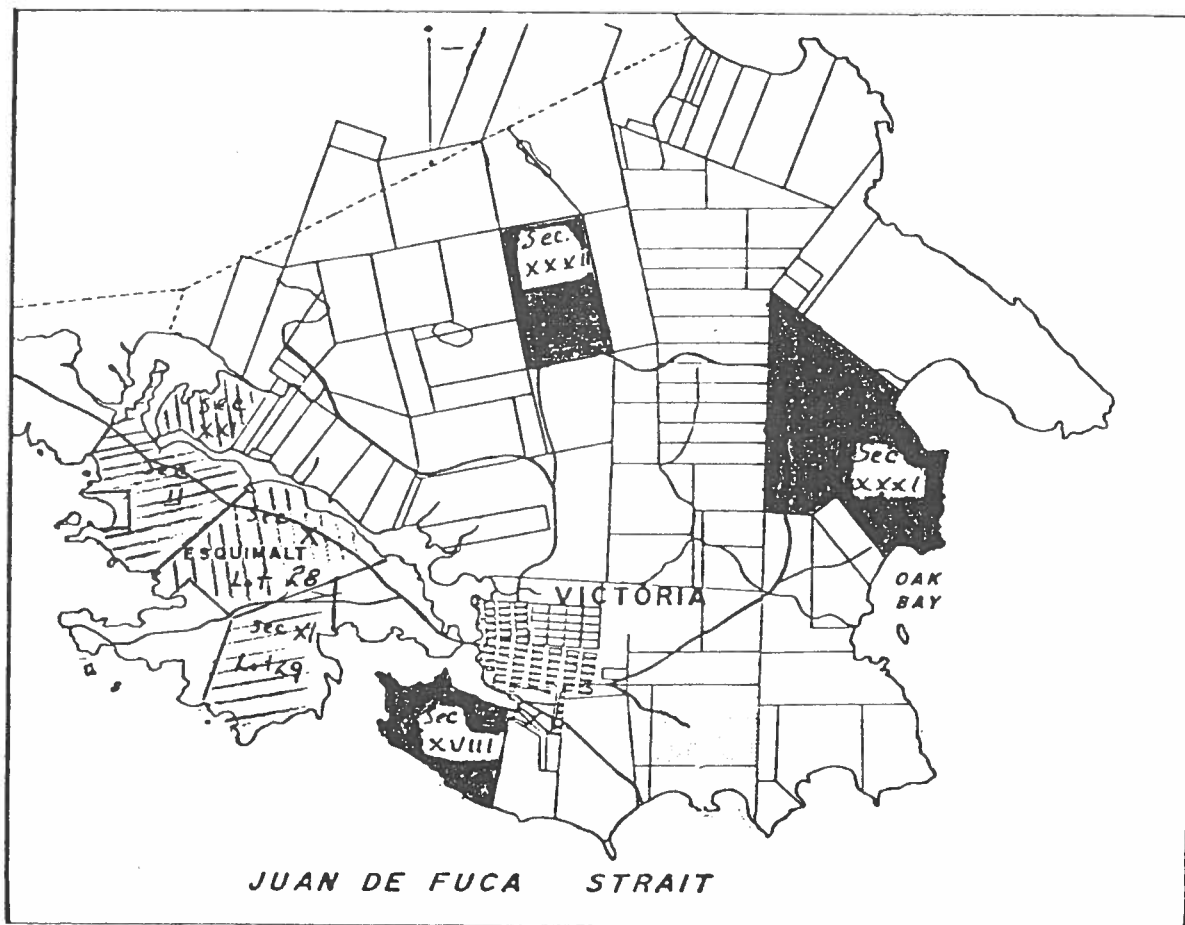 Sec.
XXXII
Sec
XXXI
Sec
XVIII
Sec
XXI
Sec
11
Sec
X
ESQUIMALT
Lot 28
Sec XI
Lot 29
VICTORIA
OAK
BAY
JUAN DE FUCA STRAIT